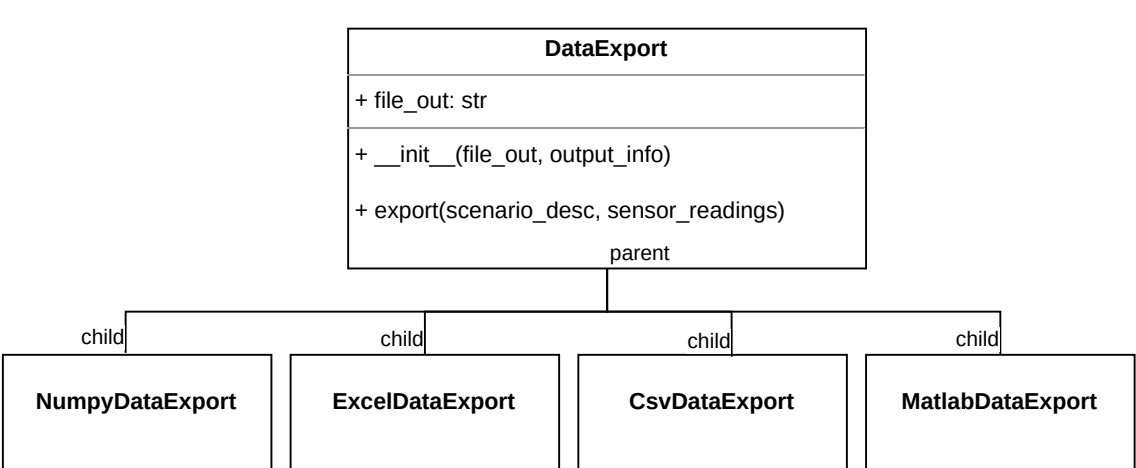 DataExport
+ file_out: str
+ __init__(file_out, output_info)
+ export(scenario_desc, sensor_readings)
parent
child
child
child
child
NumpyDataExport
ExcelDataExport
CsvDataExport
MatlabDataExport